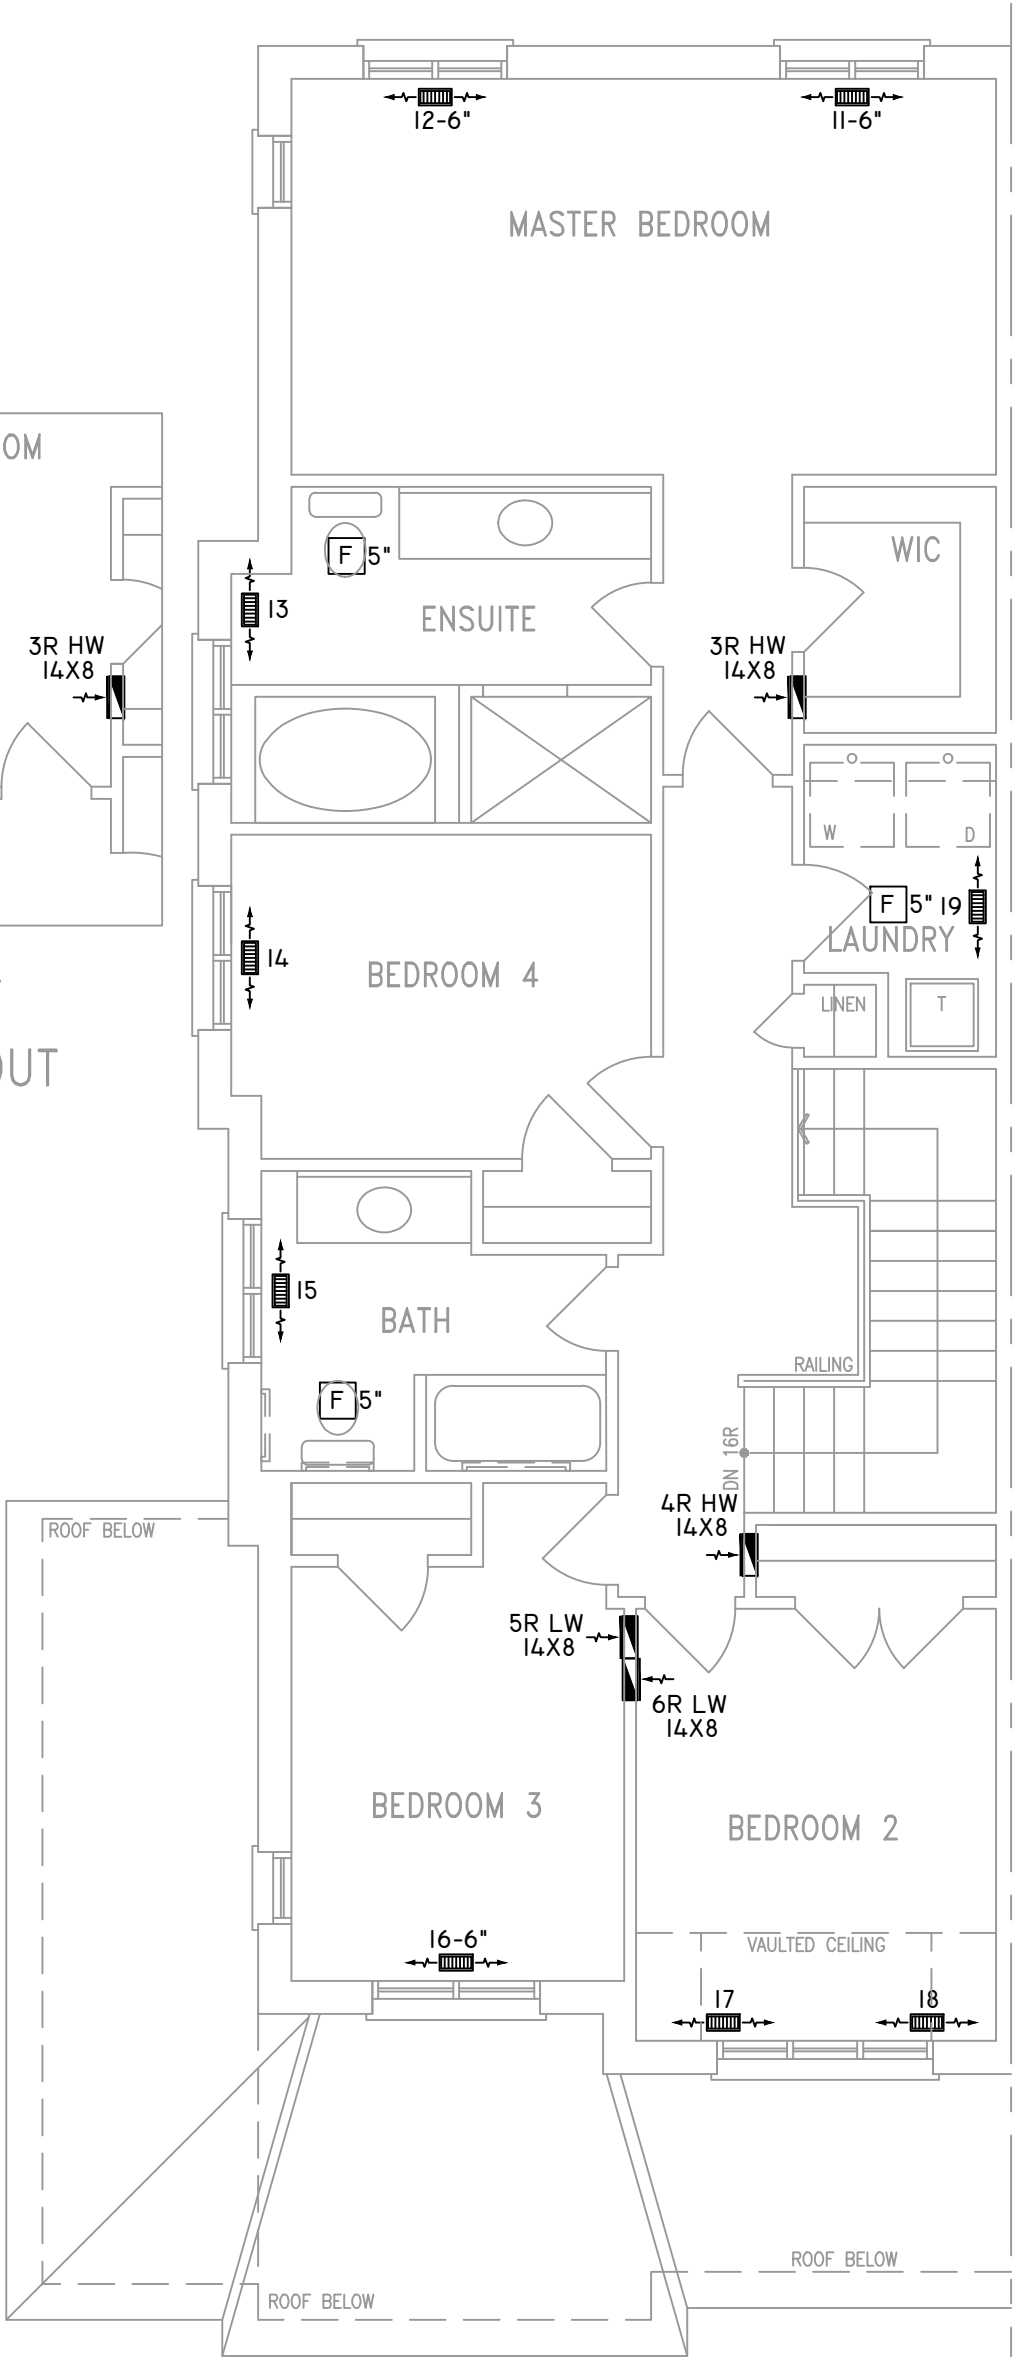 12-6"
11-6"
MASTER BEDROOM
OM
WIC
F 5"
13
ENSUITE
3R HW
14X8
3R HW
14X8
W
D
F 5" 19
LAUNDRY
14
BEDROOM 4
LINEN
T
OUT
15
BATH
RAILING
F 5"
DN 16R
4R HW
14X8
ROOF BELOW
5R LW
14X8
6R LW
14X8
BEDROOM 3
BEDROOM 2
16-6"
VAULTED CEILING
17
18
ROOF BELOW
ROOF BELOW